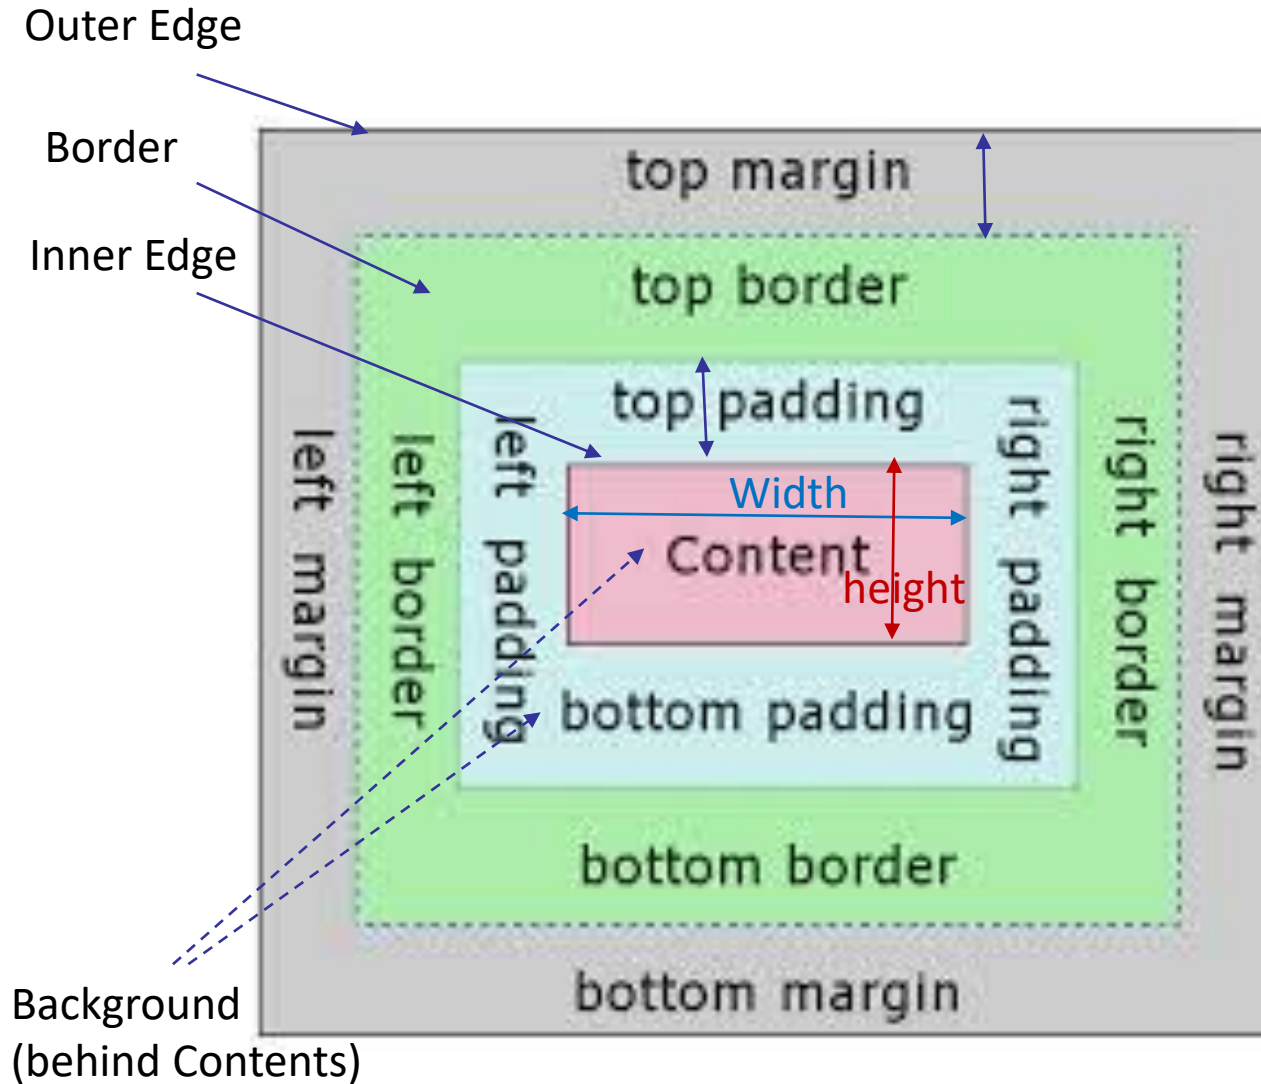 Outer Edge
Border
top margin
Inner Edge
top border
top padding
left margin
left border
left padding
Width
Content
height
right padding
right border
right margin
bottom padding
bottom border
bottom margin
Background
(behind Contents)